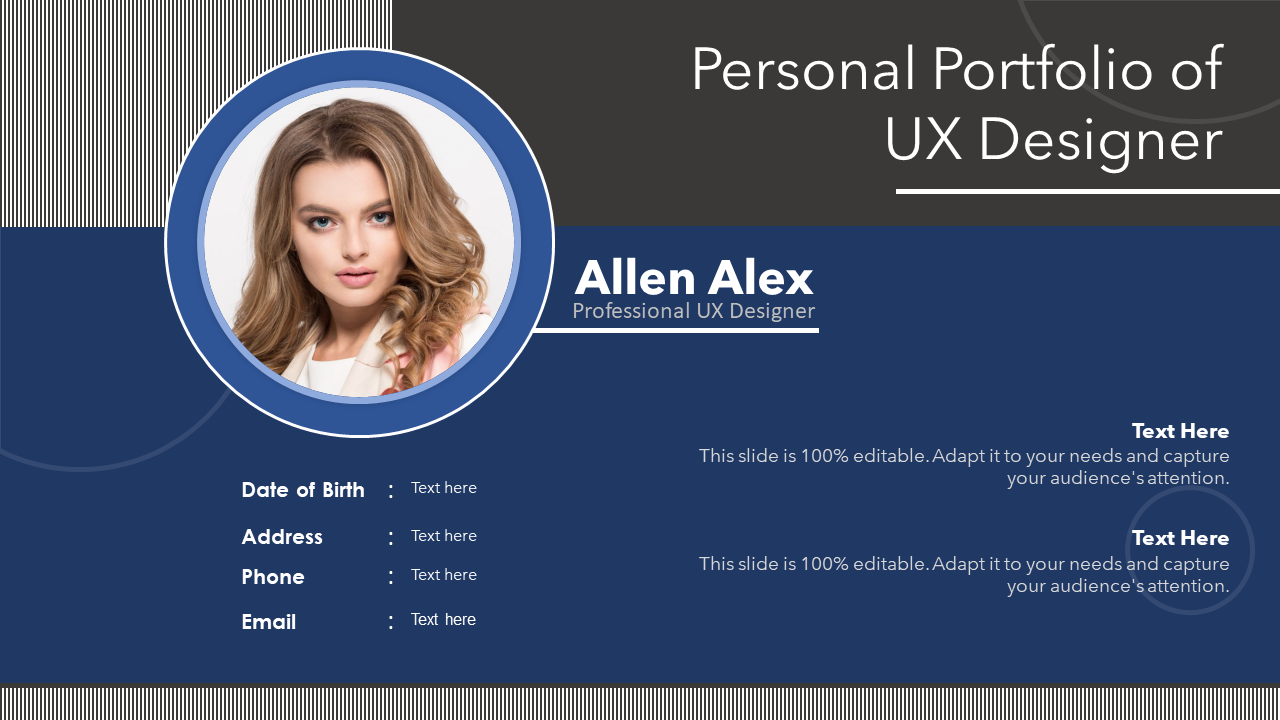 Personal Portfolio of
UX Designer
Allen Alex
Professional UX Designer
Date of Birth : Text here
Address : Text here
Phone : Text here
Email : Text here
Text Here
This slide is 100% editable. Adapt it to your needs and capture
your audience's attention.
Text Here
This slide is 100% editable. Adapt it to your needs and capture
your audience's attention.